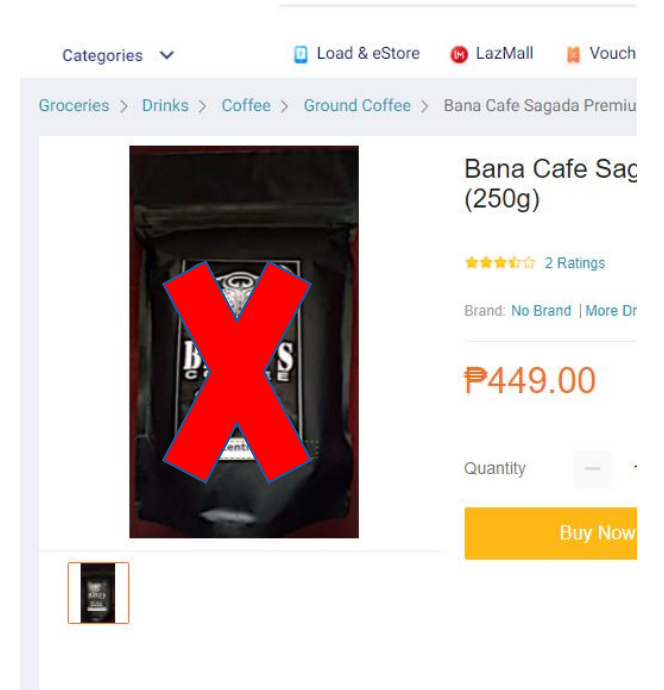 Categories
Load & eStore
LazMall
Vouch
Groceries > Drinks > Coffee > Ground Coffee > Bana Cafe Sagada Premiu
Bana Cafe Sag
(250g)
2 Ratings
Brand: No Brand | More Dr
₱449.00
Quantity
Buy Now